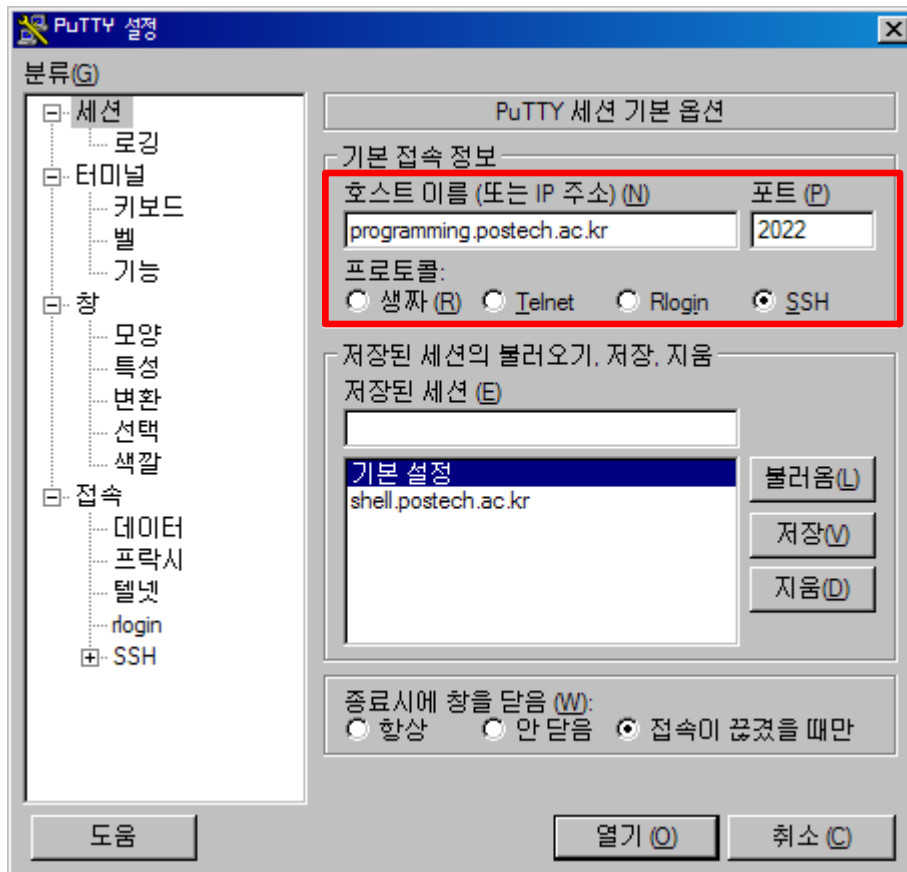 PuTTY 설정
분류(G)
세션
로깅
터미널
키보드
벨
기능
창
모양
특성
변환
선택
색깔
접속
데이터
프락시
텔넷
rlogin
SSH
PuTTY 세션 기본 옵션
기본 접속 정보
호스트 이름 (또는 IP 주소) (N) 포트 (P)
programming.postech.ac.kr 2022
프로토콜:
생짜 (R) Telnet Rlogin SSH
저장된 세션의 불러오기, 저장, 지움
저장된 세션 (E)
기본 설정
shell.postech.ac.kr
불러옴(L)
저장(V)
지움(D)
종료시에 창을 닫음 (W):
항상 안 닫음 접속이 끊겼을 때만
도움 열기 (O) 취소 (C)